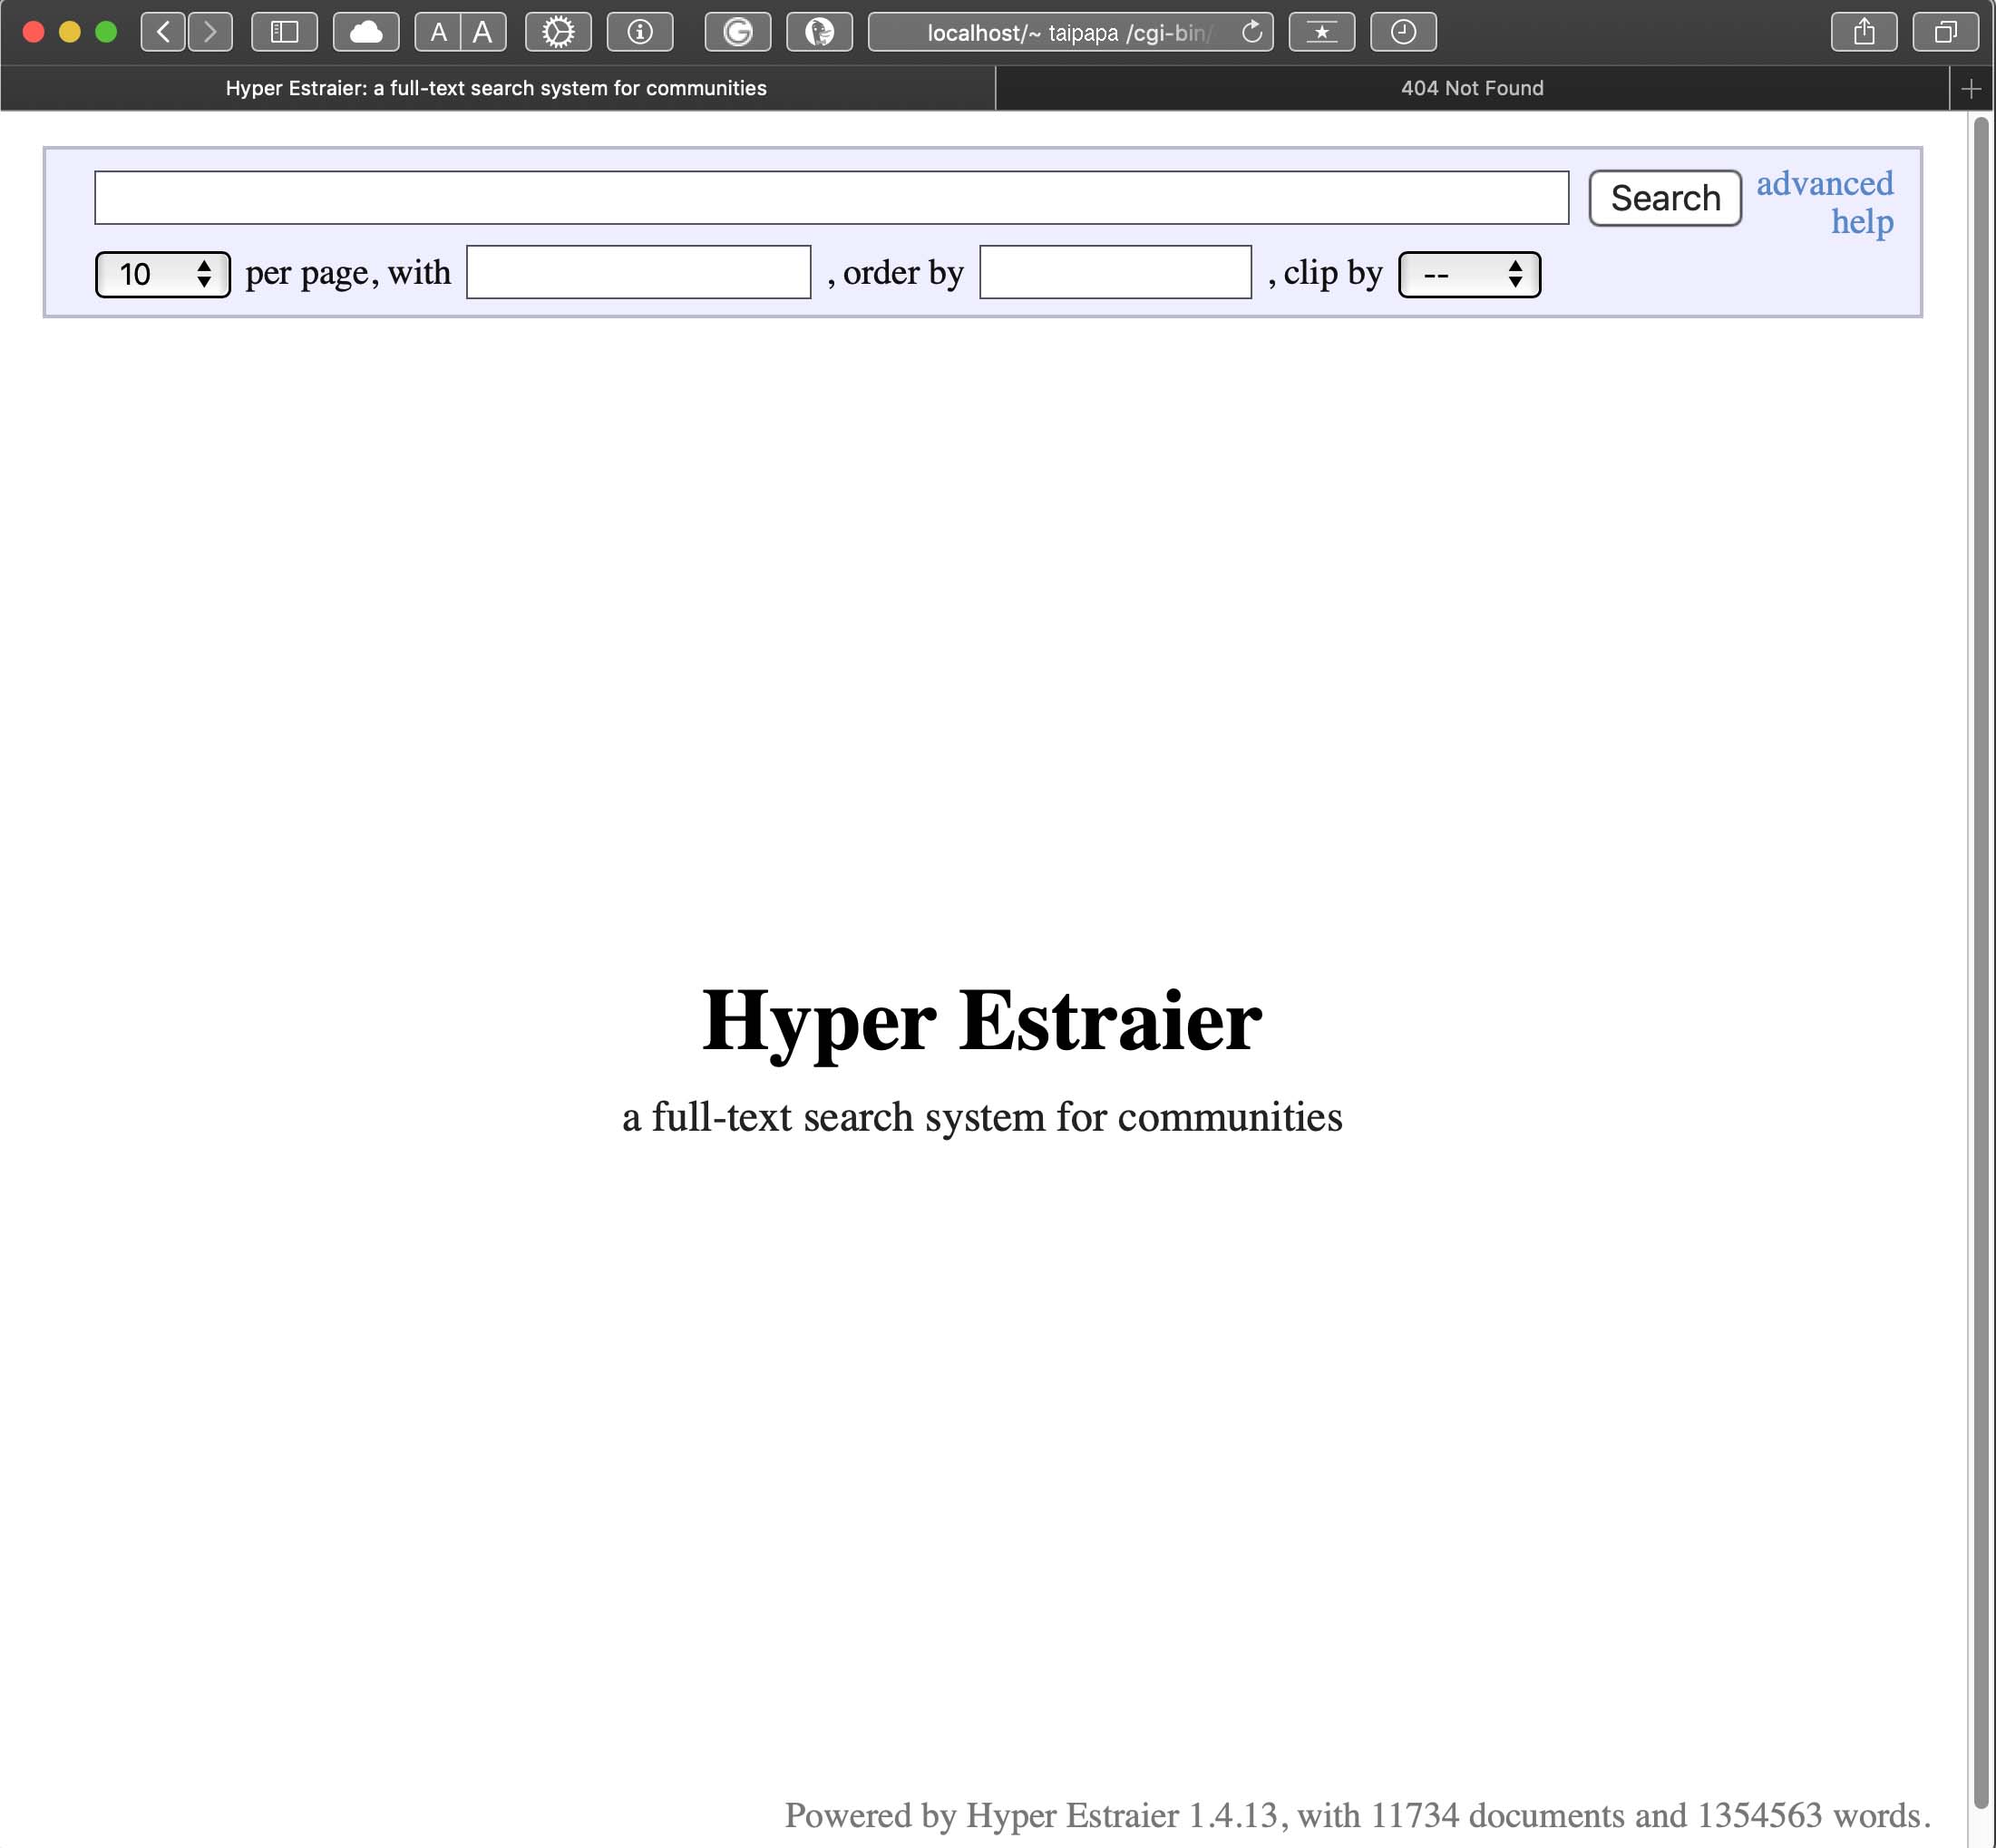 A A localhost/~ taipapa /cgi-bin/
Hyper Estraier: a full-text search system for communities 404 Not Found
Search advanced
help
10 per page, with , order by , clip by --
Hyper Estraier
a full-text search system for communities
Powered by Hyper Estraier 1.4.13, with 11734 documents and 1354563 words.